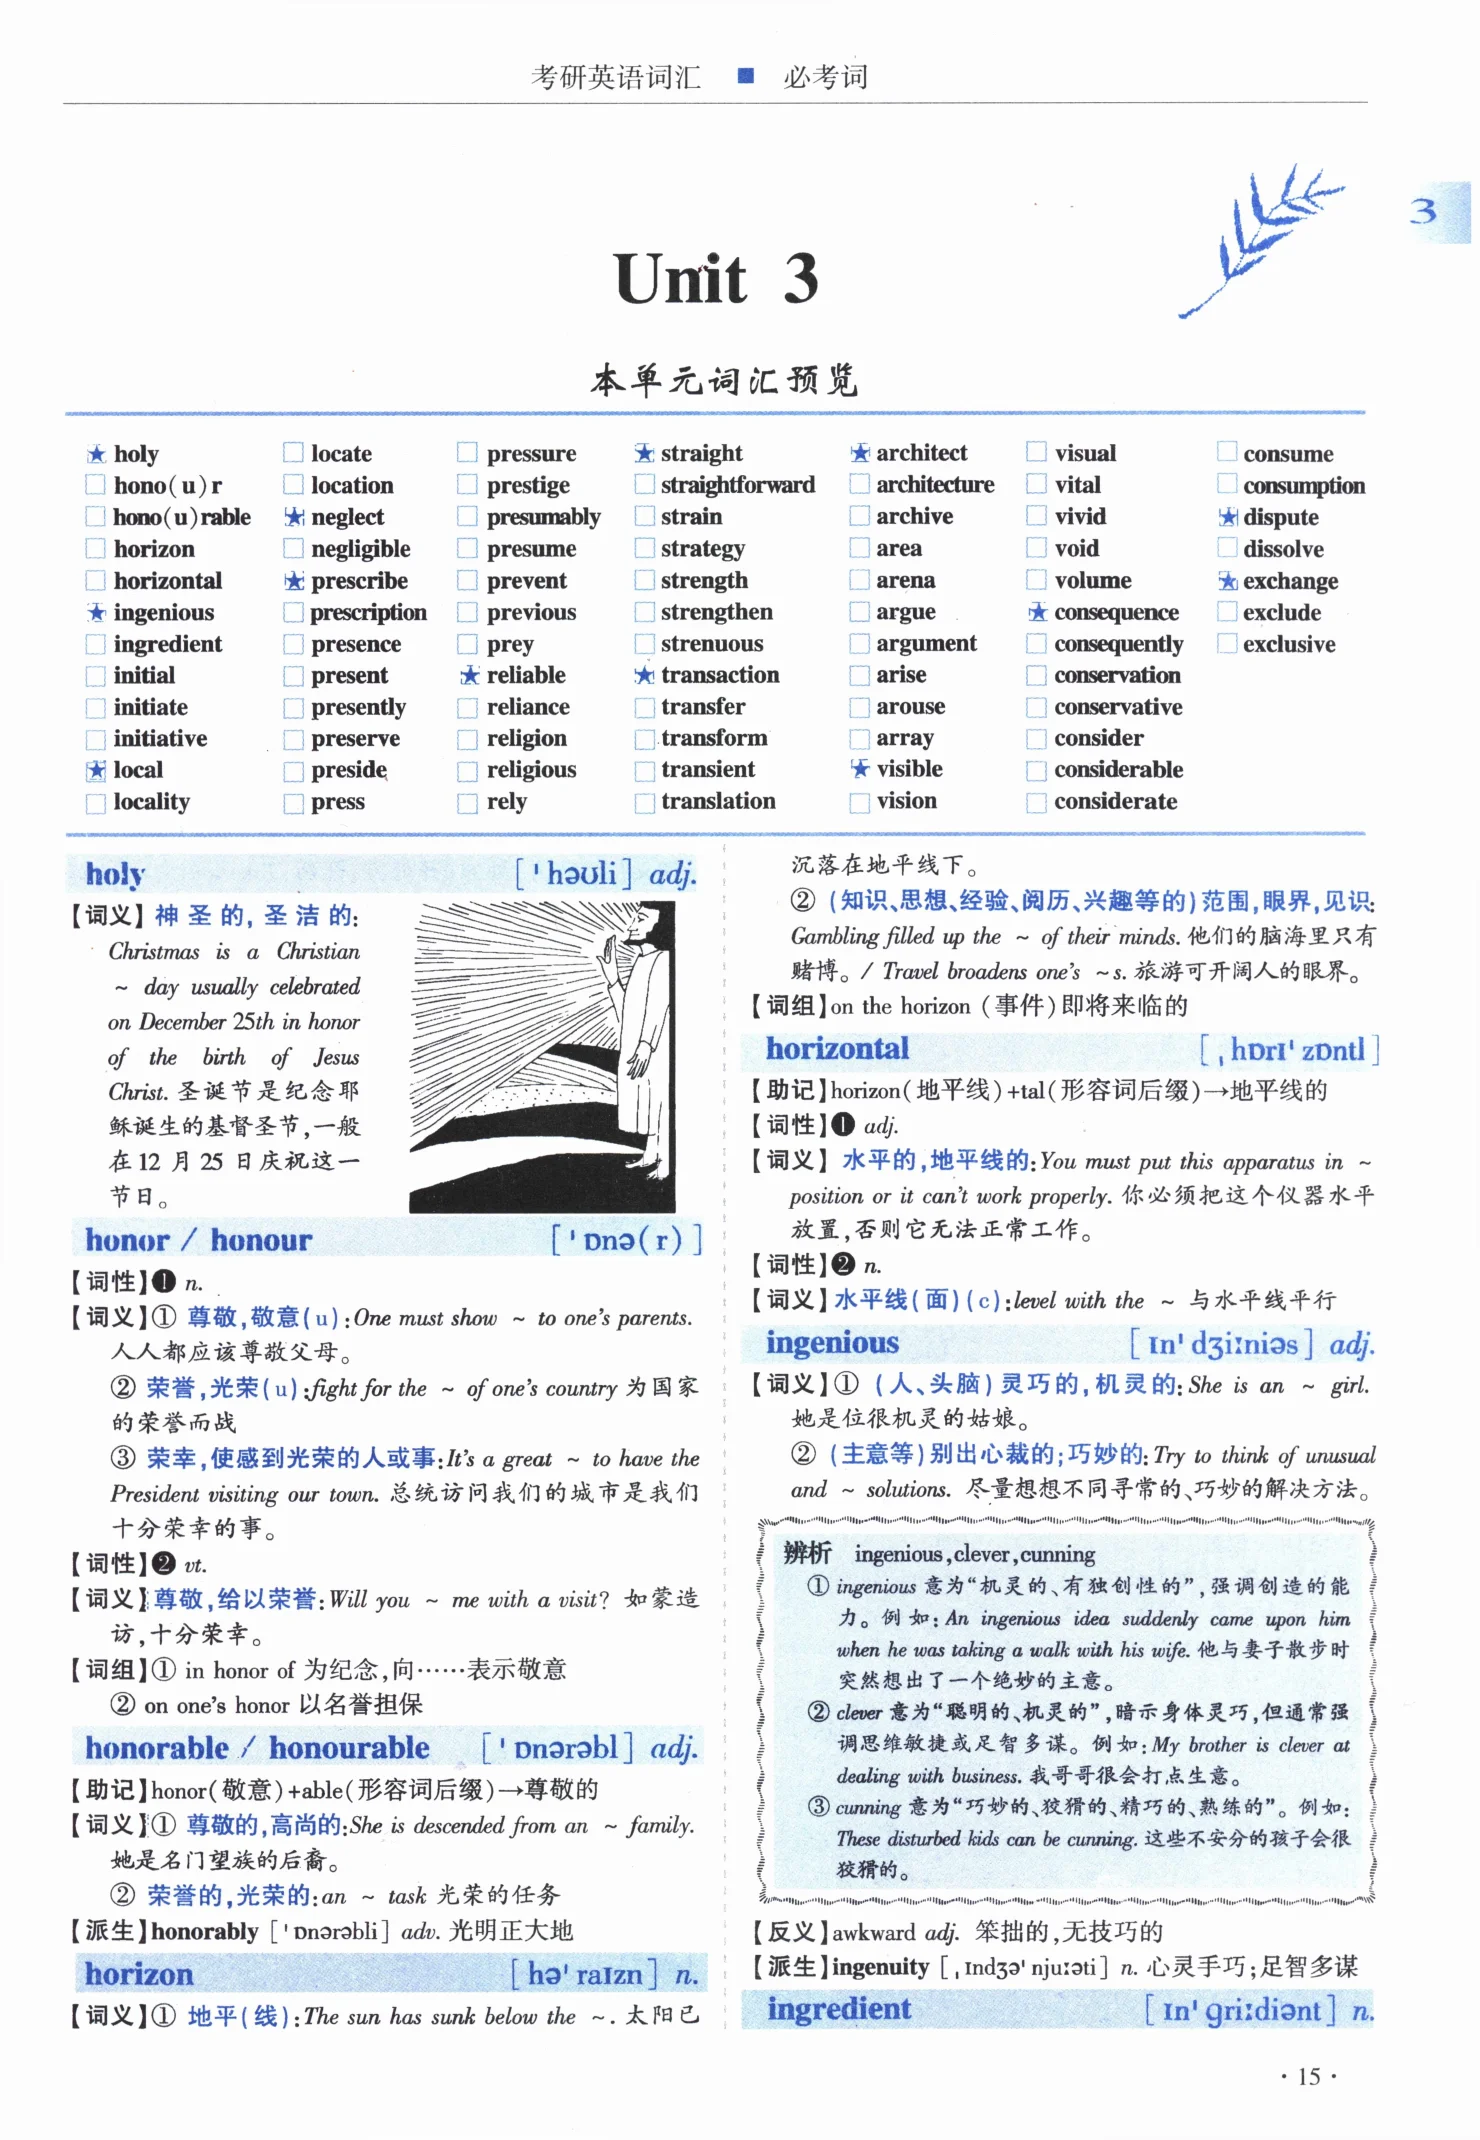 考研英语词汇 ■ 必考词
3
Unit 3
本单元词汇预览
★ holy □ locate □ pressure ★ straight ★ architect □ visual □ consume
□ hono(u)r □ location □ prestige □ straightforward □ architecture □ vital □ consumption
□ hono(u)rable ★ neglect □ presumably □ strain □ archive □ vivid ★ dispute
□ horizon □ negligible □ presume □ strategy □ area □ void □ dissolve
□ horizontal ★ prescribe □ prevent □ strength □ arena □ volume ★ exchange
★ ingenious □ prescription □ previous □ strengthen □ argue ★ consequence □ exclude
□ ingredient □ presence □ prey □ strenuous □ argument □ consequently □ exclusive
□ initial □ present ★ reliable ★ transaction □ arise □ conservation
□ initiate □ presently □ reliance □ transfer □ arouse □ conservative
□ initiative □ preserve □ religion □ transform □ array □ consider
★ local □ preside □ religious □ transient ★ visible □ considerable
□ locality □ press □ rely □ translation □ vision □ considerate
holy [ˈhəʊli] adj.
【词义】神圣的,圣洁的:
Christmas is a Christian
~ day usually celebrated
on December 25th in honor
of the birth of Jesus
Christ. 圣诞节是纪念耶
稣诞生的基督圣节,一般
在 12 月 25 日庆祝这一
节日。
honor / honour [ˈɒnə(r)]
【词性】❶ n.
【词义】① 尊敬,敬意(u):One must show ~ to one's parents.
人人都应该尊敬父母。
② 荣誉,光荣(u):fight for the ~ of one's country 为国家
的荣誉而战
③ 荣幸,使感到光荣的人或事:It's a great ~ to have the
President visiting our town. 总统访问我们的城市是我们
十分荣幸的事。
【词性】❷ vt.
【词义】尊敬,给以荣誉:Will you ~ me with a visit? 如蒙造
访,十分荣幸。
【词组】① in honor of 为纪念,向……表示敬意
② on one's honor 以名誉担保
honorable / honourable [ˈɒnərəbl] adj.
【助记】honor(敬意)+able(形容词后缀)→尊敬的
【词义】① 尊敬的,高尚的:She is descended from an ~ family.
她是名门望族的后裔。
② 荣誉的,光荣的:an ~ task 光荣的任务
【派生】honorably [ˈɒnərəbli] adv. 光明正大地
horizon [həˈraɪzn] n.
【词义】① 地平(线):The sun has sunk below the ~. 太阳已
沉落在地平线下。
② (知识、思想、经验、阅历、兴趣等的)范围,眼界,见识:
Gambling filled up the ~ of their minds. 他们的脑海里只有
赌博。/ Travel broadens one's ~s. 旅游可开阔人的眼界。
【词组】on the horizon (事件)即将来临的
horizontal [ˌhɒrɪˈzɒntl]
【助记】horizon(地平线)+tal(形容词后缀)→地平线的
【词性】❶ adj.
【词义】水平的,地平线的:You must put this apparatus in ~
position or it can't work properly. 你必须把这个仪器水平
放置,否则它无法正常工作。
【词性】❷ n.
【词义】水平线(面)(c):level with the ~ 与水平线平行
ingenious [ɪnˈdʒiːniəs] adj.
【词义】① (人、头脑)灵巧的,机灵的:She is an ~ girl.
她是位很机灵的姑娘。
② (主意等)别出心裁的;巧妙的:Try to think of unusual
and ~ solutions. 尽量想想不同寻常的、巧妙的解决方法。
辨析 ingenious,clever,cunning
① ingenious 意为“机灵的、有独创性的”,强调创造的能
力。例如:An ingenious idea suddenly came upon him
when he was taking a walk with his wife. 他与妻子散步时
突然想出了一个绝妙的主意。
② clever 意为“聪明的、机灵的”,暗示身体灵巧,但通常强
调思维敏捷或足智多谋。例如:My brother is clever at
dealing with business. 我哥哥很会打点生意。
③ cunning 意为“巧妙的、狡猾的、精巧的、熟练的”。例如:
These disturbed kids can be cunning. 这些不安分的孩子会很
狡猾的。
【反义】awkward adj. 笨拙的,无技巧的
【派生】ingenuity [ˌɪndʒəˈnjuːəti] n. 心灵手巧;足智多谋
ingredient [ɪnˈgriːdiənt] n.
· 15 ·